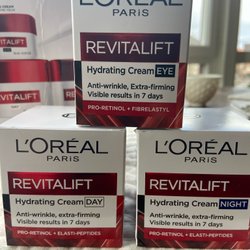 L'ORÉAL
PARIS
REVITALIFT
Hydrating Cream EYE
Anti-wrinkle, Extra-firming
Visible results in 7 days
PRO-RETINOL + FIBRELASTYL
L'ORÉAL
PARIS
REVITALIFT
Hydrating Cream DAY
Anti-wrinkle, extra-firming
Visible results in 7 days
PRO-RETINOL + ELASTI-PEPTIDES
L'ORÉAL
PARIS
REVITALIFT
Hydrating Cream NIGHT
Anti-wrinkle, extra-firming
Visible results in 7 days
PRO-RETINOL + ELASTI-PEPTIDES